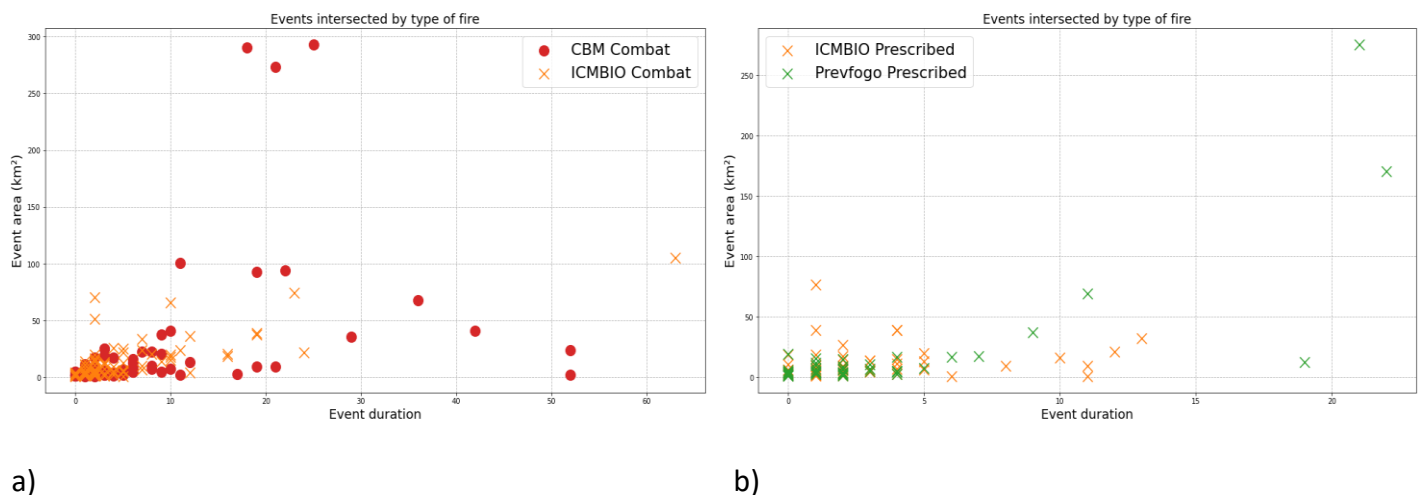 Events intersected by type of fire
CBM Combat
ICMBIO Combat
300
250
200
150
100
50
0
Event area (km²)
0
10
20
30
40
50
60
Event duration
a)
Events intersected by type of fire
ICMBIO Prescribed
Prevfogo Prescribed
250
200
150
100
50
0
Event area (km²)
0
5
10
15
20
Event duration
b)